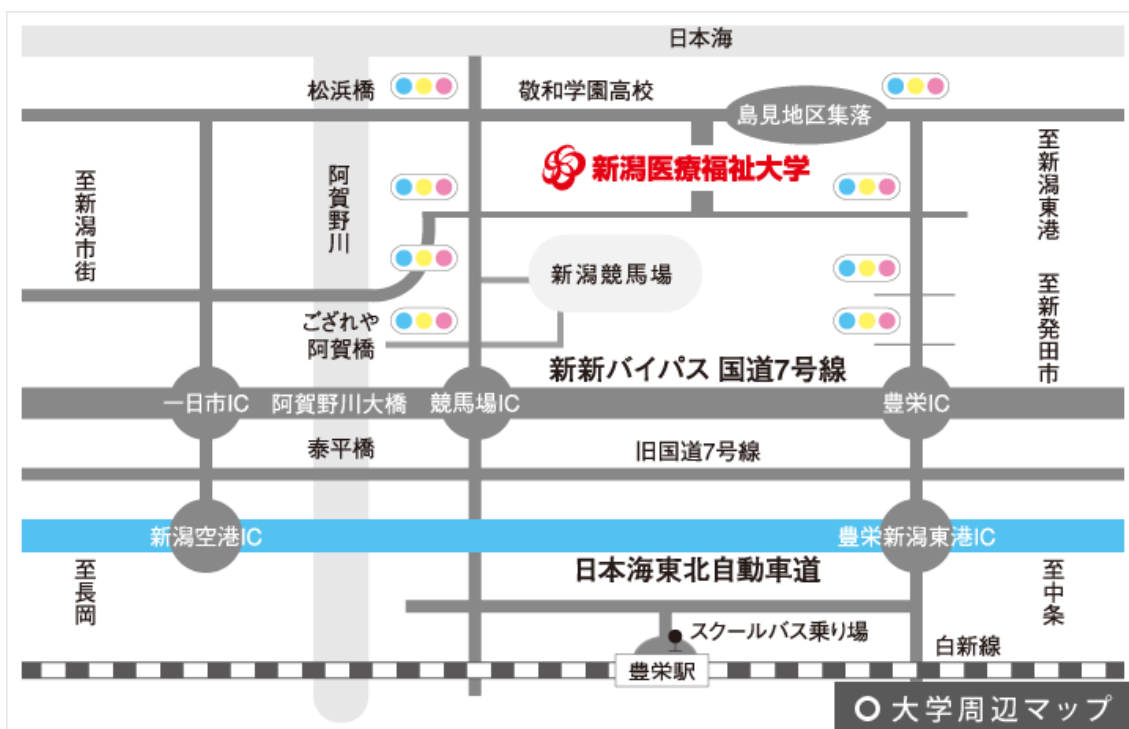 日本海
松浜橋
敬和学園高校
島見地区集落
新潟医療福祉大学
至新潟市街
阿賀野川
至新潟東港
新潟競馬場
至新発田市
ござれや
阿賀橋
新新バイパス 国道7号線
一日市IC
阿賀野川大橋
競馬場IC
豊栄IC
泰平橋
旧国道7号線
新潟空港IC
豊栄新潟東港IC
日本海東北自動車道
至長岡
至中条
スクールバス乗り場
白新線
豊栄駅
大学周辺マップ